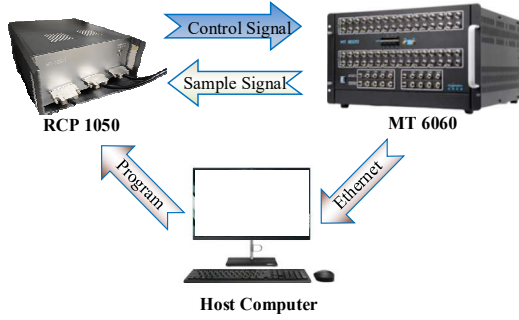 Control Signal
Sample Signal
RCP 1050
MT 6060
Program
Ethernet
Host Computer